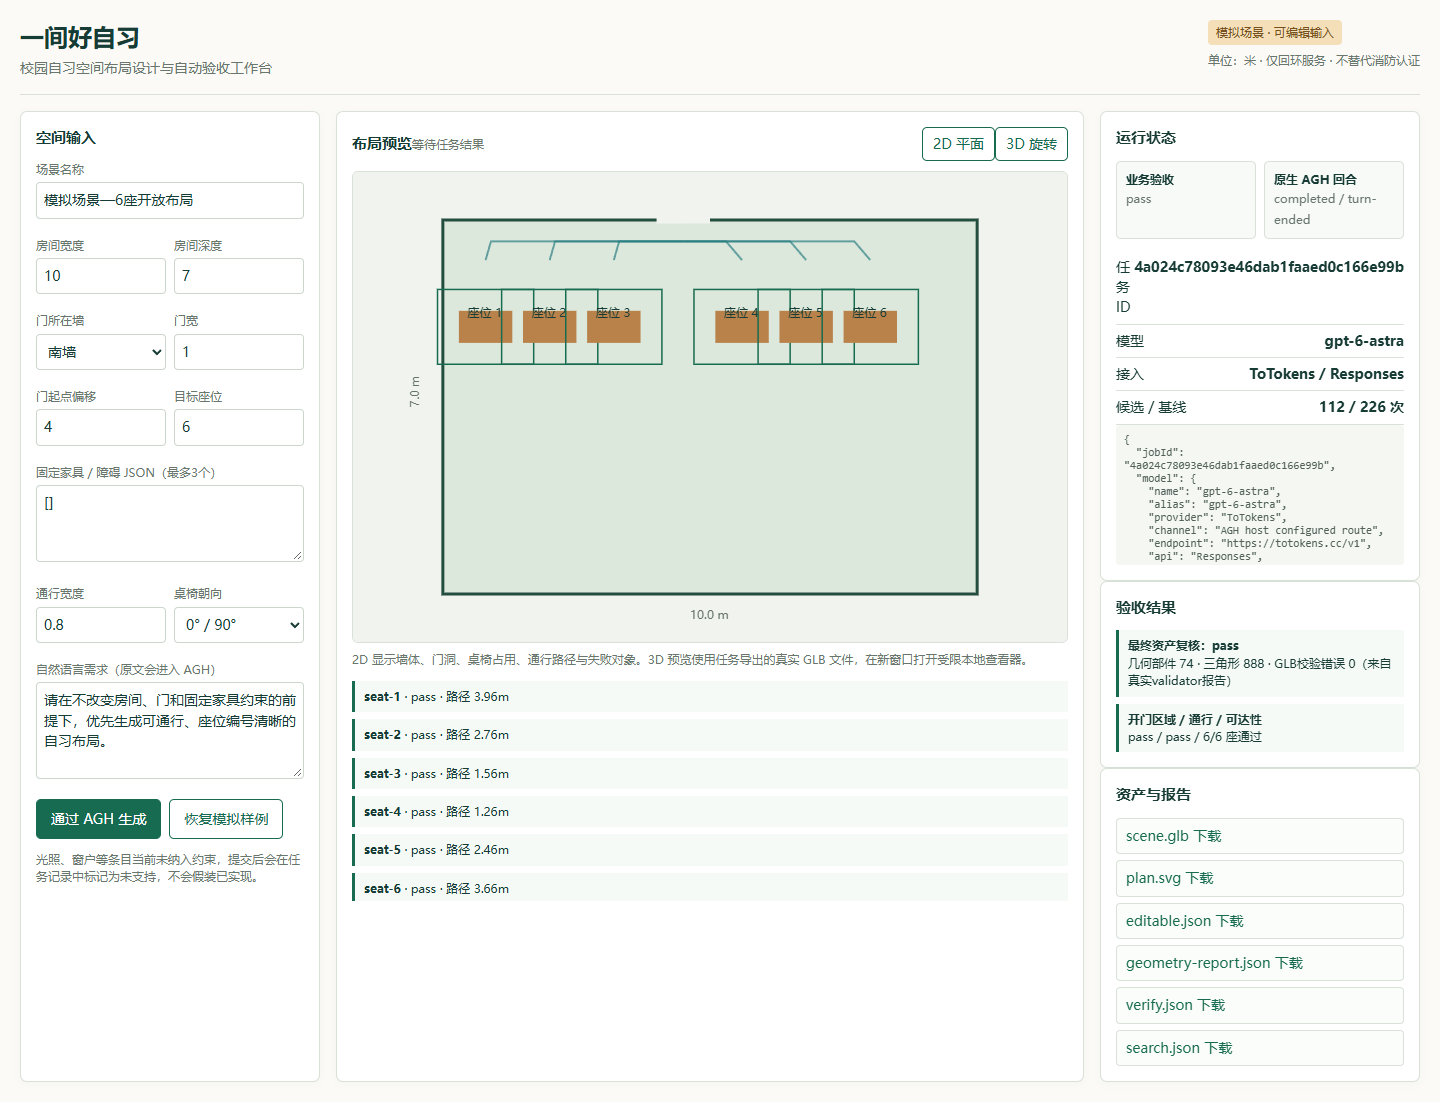 一间好自习
校园自习空间布局设计与自动验收工作台
模拟场景 · 可编辑输入
单位：米 · 仅回环服务 · 不替代消防认证
空间输入
场景名称
模拟场景—6座开放布局
房间宽度
房间深度
10
7
门所在墙
门宽
南墙
1
门起点偏移
目标座位
4
6
固定家具 / 障碍 JSON（最多3个）
[]
通行宽度
桌椅朝向
0.8
0° / 90°
自然语言需求（原文会进入 AGH）
请在不改变房间、门和固定家具约束的前
提下，优先生成可通行、座位编号清晰的
自习布局。
通过 AGH 生成
恢复模拟样例
光照、窗户等条目当前未纳入约束，提交后会在任
务记录中标记为未支持，不会假装已实现。
布局预览等待任务结果
2D 平面
3D 旋转
座位 1
座位 2
座位 3
座位 4
座位 5
座位 6
7.0 m
10.0 m
2D 显示墙体、门洞、桌椅占用、通行路径与失败对象。3D 预览使用任务导出的真实 GLB 文件，在新窗口打开受限本地查看器。
seat-1 · pass · 路径 3.96m
seat-2 · pass · 路径 2.76m
seat-3 · pass · 路径 1.56m
seat-4 · pass · 路径 1.26m
seat-5 · pass · 路径 2.46m
seat-6 · pass · 路径 3.66m
运行状态
业务验收
pass
原生 AGH 回合
completed / turn-
ended
任务ID
4a024c78093e46dab1faaed0c166e99b
模型
gpt-6-astra
接入
ToTokens / Responses
候选 / 基线
112 / 226 次
{
"jobId":
"4a024c78093e46dab1faaed0c166e99b",
"model": {
"name": "gpt-6-astra",
"alias": "gpt-6-astra",
"provider": "ToTokens",
"channel": "AGH host configured route",
"endpoint": "https://totokens.cc/v1",
"api": "Responses",
验收结果
最终资产复核：pass
几何部件 74 · 三角形 888 · GLB校验错误 0（来自
真实validator报告）
开门区域 / 通行 / 可达性
pass / pass / 6/6 座通过
资产与报告
scene.glb 下载
plan.svg 下载
editable.json 下载
geometry-report.json 下载
verify.json 下载
search.json 下载